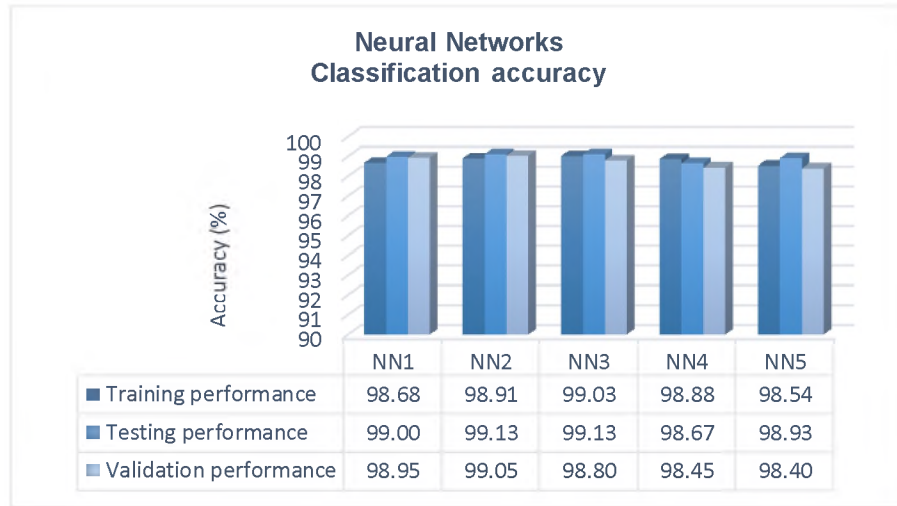 Neural Networks
Classification accuracy
Accuracy (%)
100
99
98
97
96
95
94
93
92
91
90
NN1 NN2 NN3 NN4 NN5
Training performance 98.68 98.91 99.03 98.88 98.54
Testing performance 99.00 99.13 99.13 98.67 98.93
Validation performance 98.95 99.05 98.80 98.45 98.40